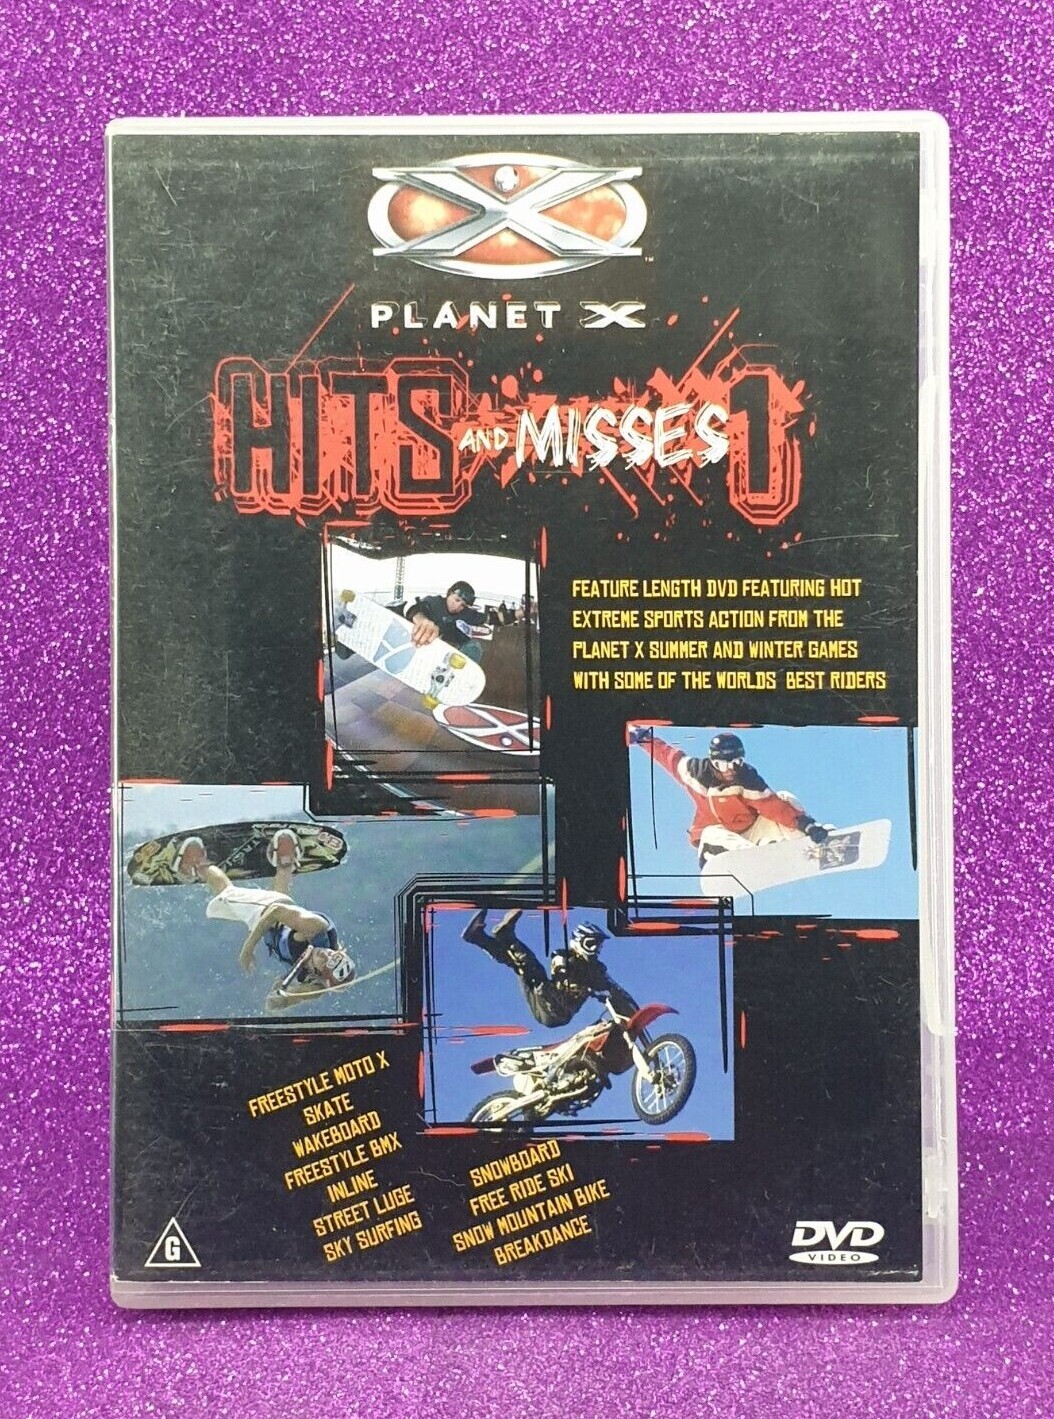 X
™
PLANET X
HITS AND MISSES 1
FEATURE LENGTH DVD FEATURING HOT
EXTREME SPORTS ACTION FROM THE
PLANET X SUMMER AND WINTER GAMES
WITH SOME OF THE WORLDS BEST RIDERS
FREESTYLE MOTO X
SKATE
WAKEBOARD
FREESTYLE BMX
INLINE
STREET LUGE
SKY SURFING
SNOWBOARD
FREE RIDE SKI
SNOW MOUNTAIN BIKE
BREAKDANCE
G
DVD
VIDEO